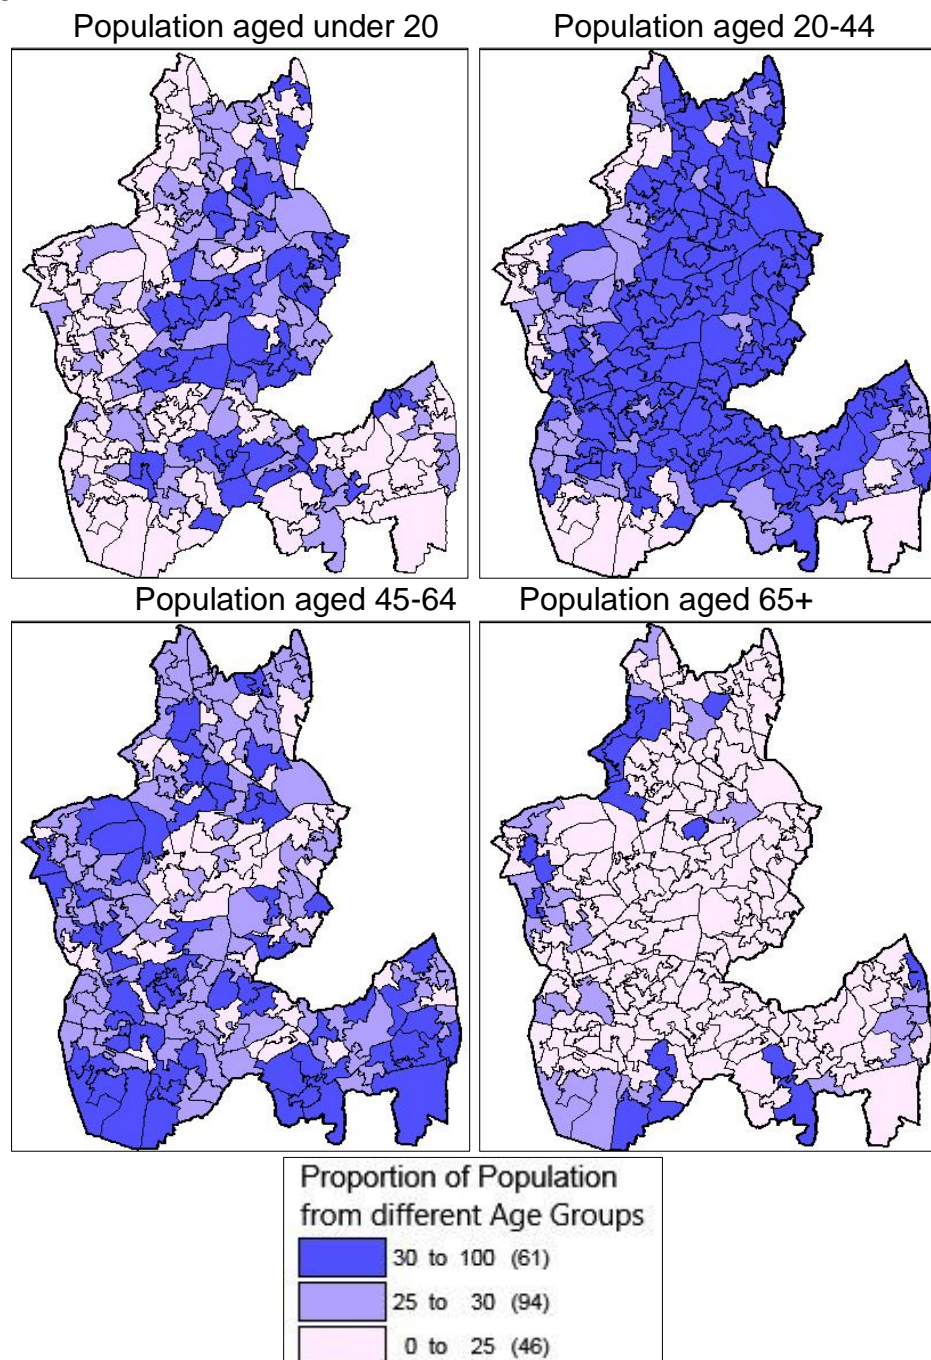 Population aged under 20
Population aged 20-44
Population aged 45-64
Population aged 65+
Proportion of Population
from different Age Groups
30 to 100 (61)
25 to 30 (94)
0 to 25 (46)